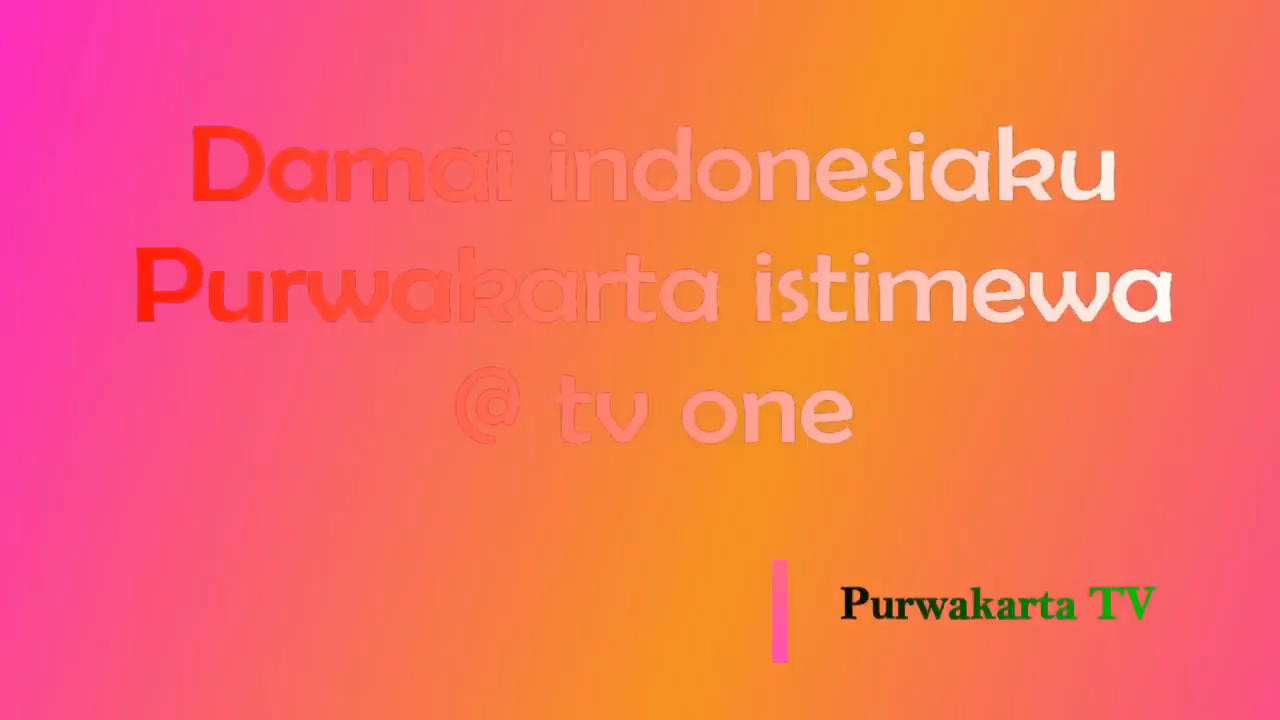 Damai indonesiaku
Purwakarta istimewa
@ tv one
Purwakarta TV